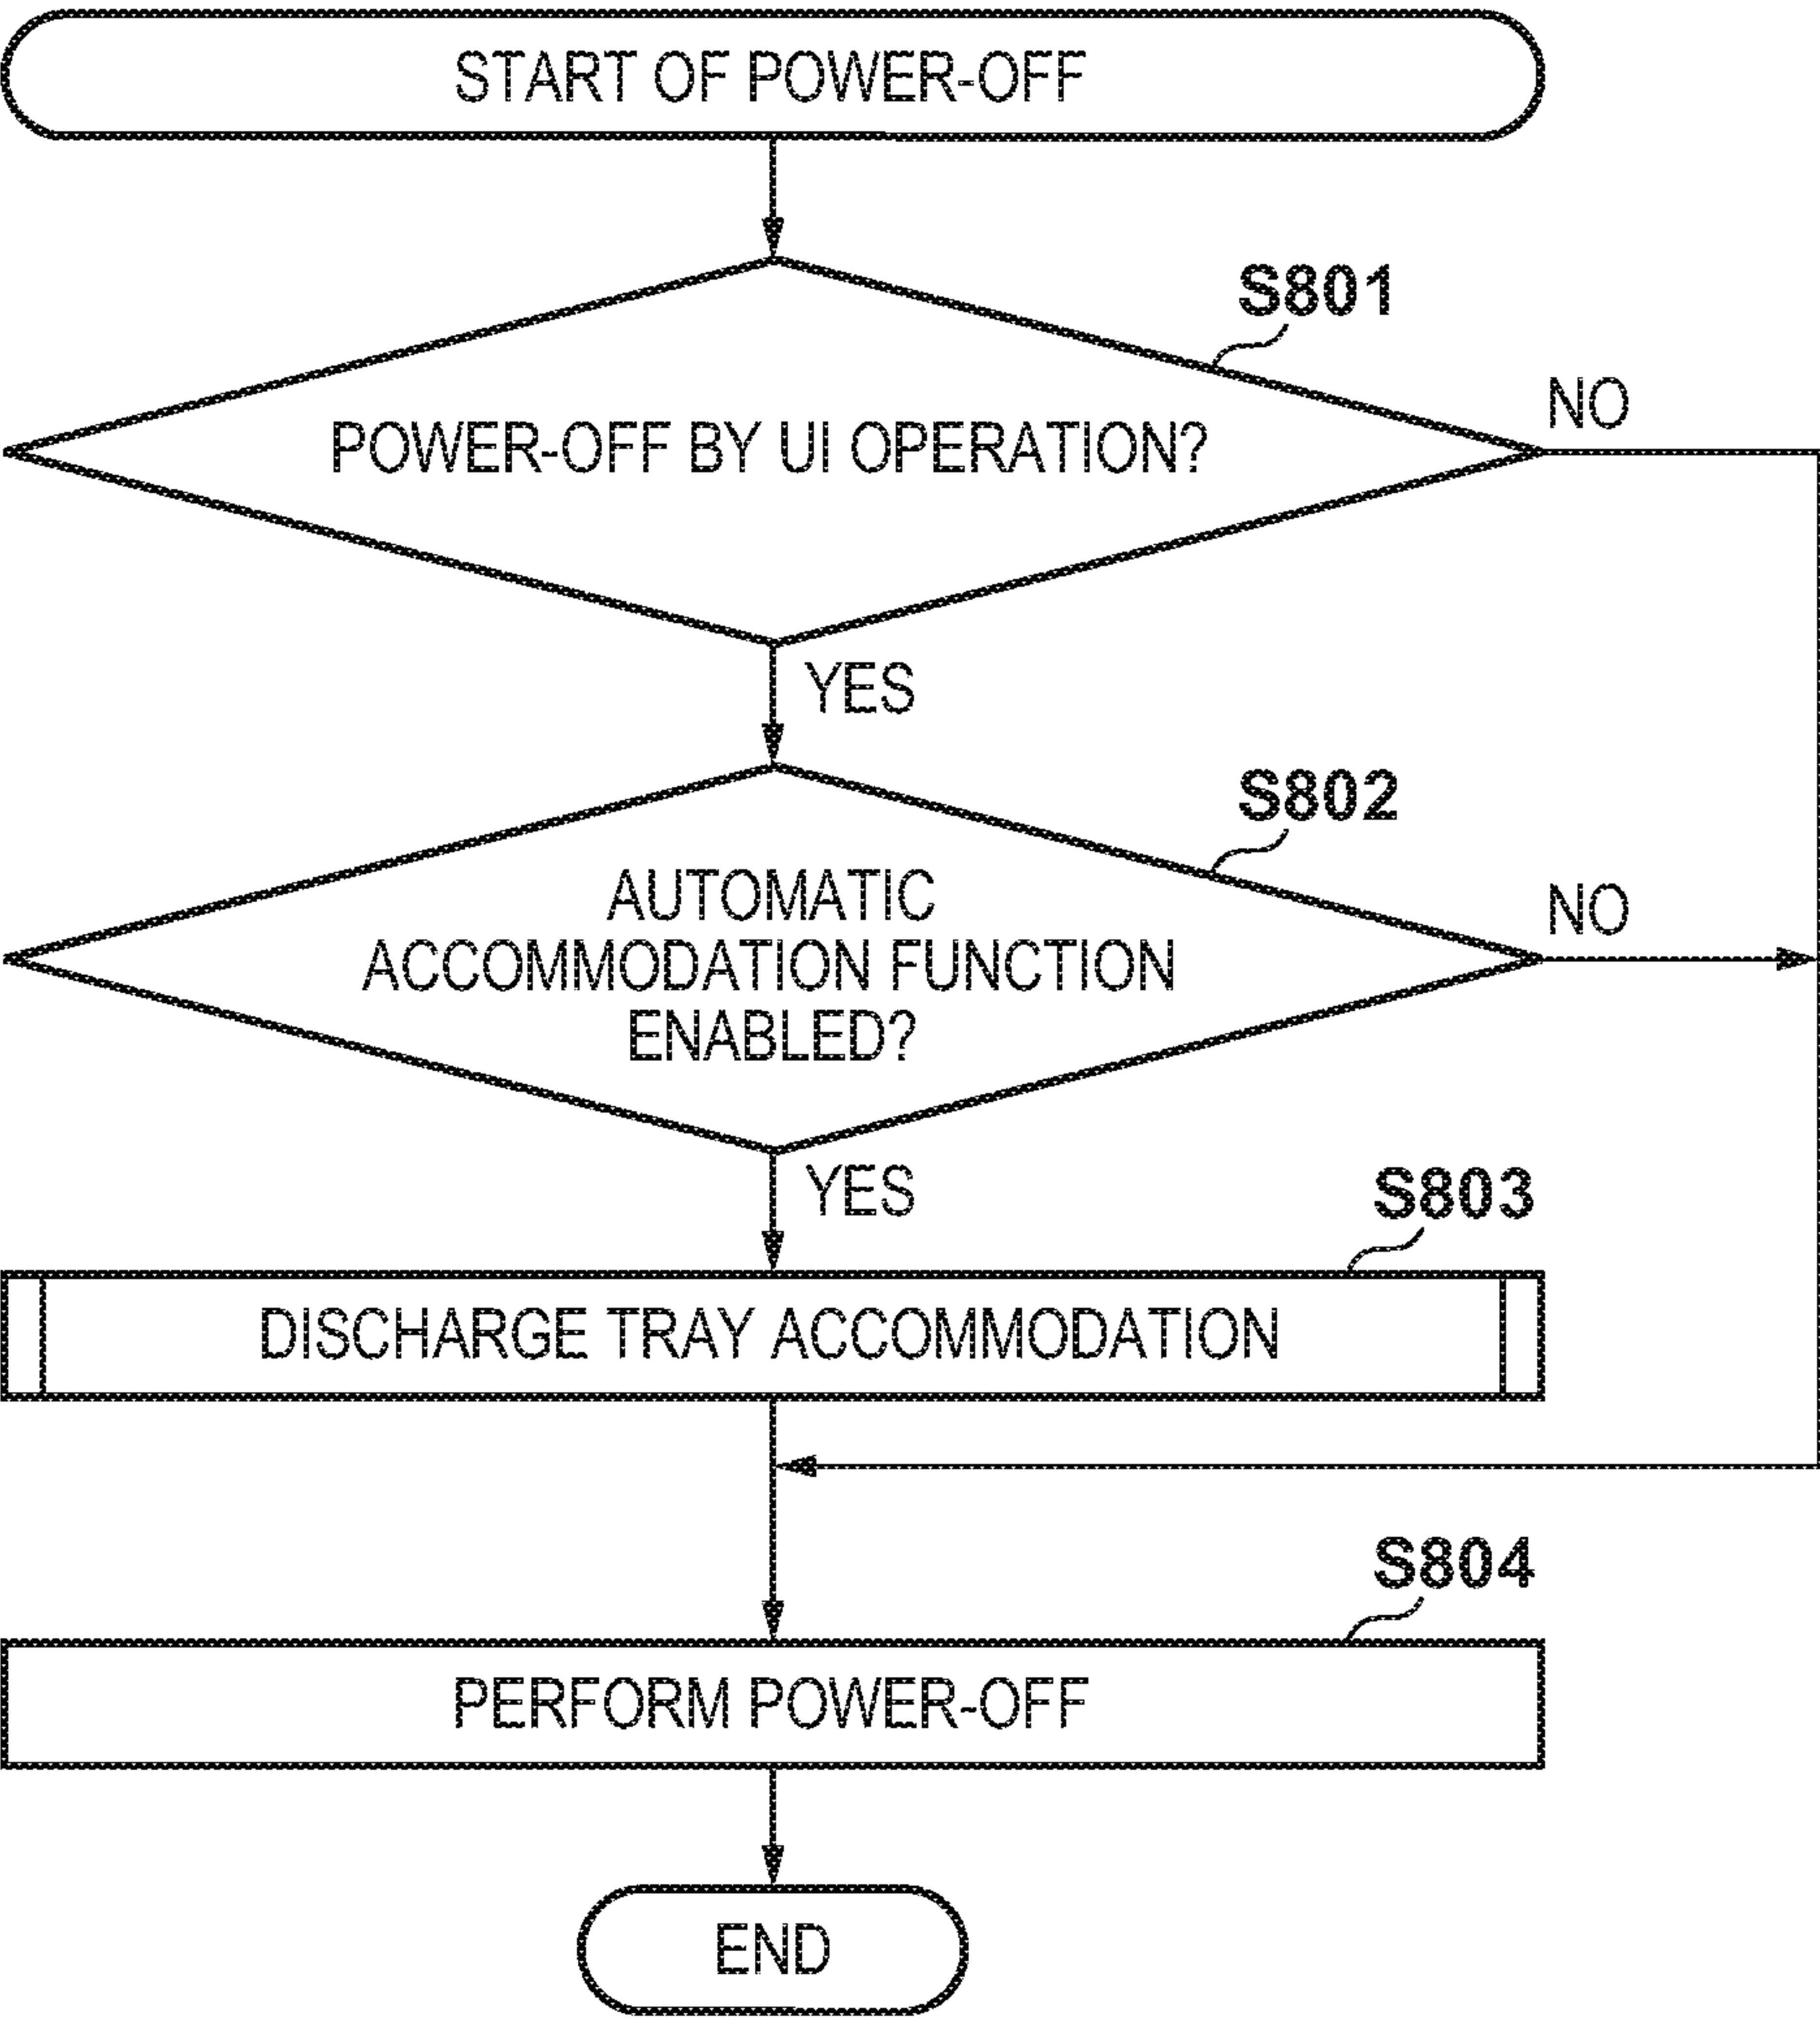 START OF POWER-OFF
S801
POWER-OFF BY UI OPERATION?
NO
YES
S802
AUTOMATIC
ACCOMMODATION FUNCTION
ENABLED?
NO
YES
S803
DISCHARGE TRAY ACCOMMODATION
S804
PERFORM POWER-OFF
END